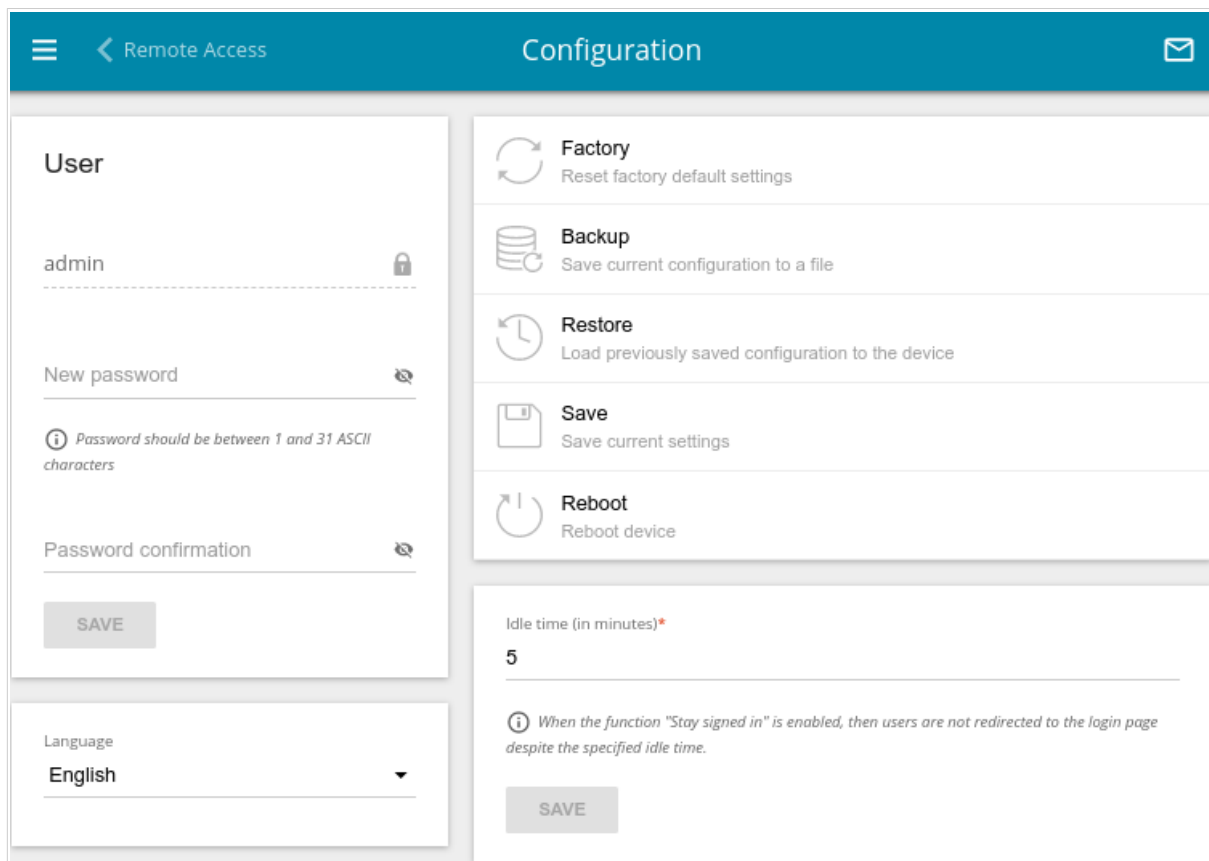 Remote Access
Configuration
User
admin
New password
Password should be between 1 and 31 ASCII
characters
Password confirmation
SAVE
Language
English
Factory
Reset factory default settings
Backup
Save current configuration to a file
Restore
Load previously saved configuration to the device
Save
Save current settings
Reboot
Reboot device
Idle time (in minutes)*
5
When the function "Stay signed in" is enabled, then users are not redirected to the login page
despite the specified idle time.
SAVE